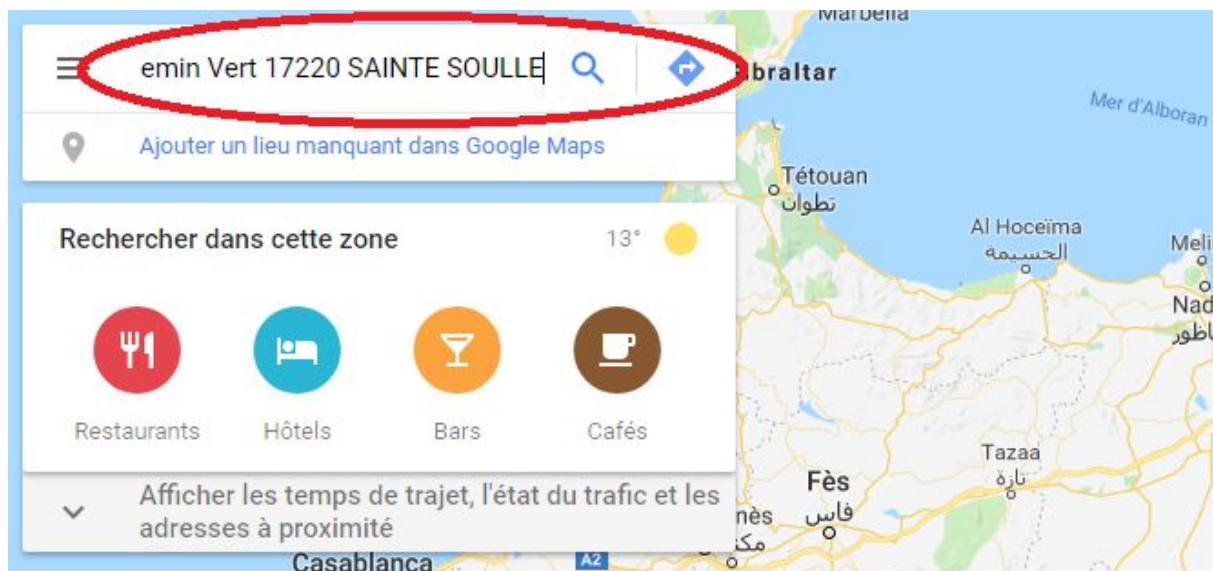 Marbella
emin Vert 17220 SAINTE SOULLE
Gibraltar
Mer d'Alboran
Ajouter un lieu manquant dans Google Maps
Tétouan
تطوان
Rechercher dans cette zone
13°
Al Hoceïma
الحسيمة
Meli
Nad
Restaurants
Hôtels
Bars
Cafés
Tazaa
تازة
Afficher les temps de trajet, l'état du trafic et les
adresses à proximité
Fès
فاس
nès
Casablanca
A2